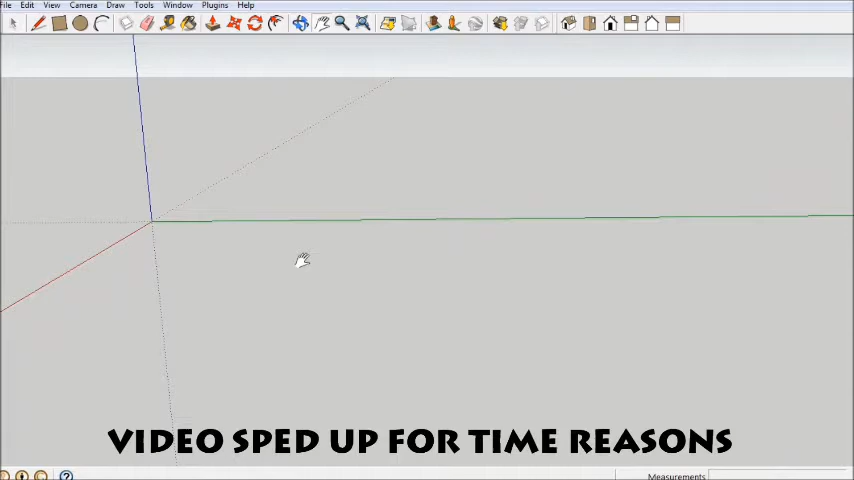 File Edit View Camera Draw Tools Window Plugins Help
VIDEO SPED UP FOR TIME REASONS
Measurements